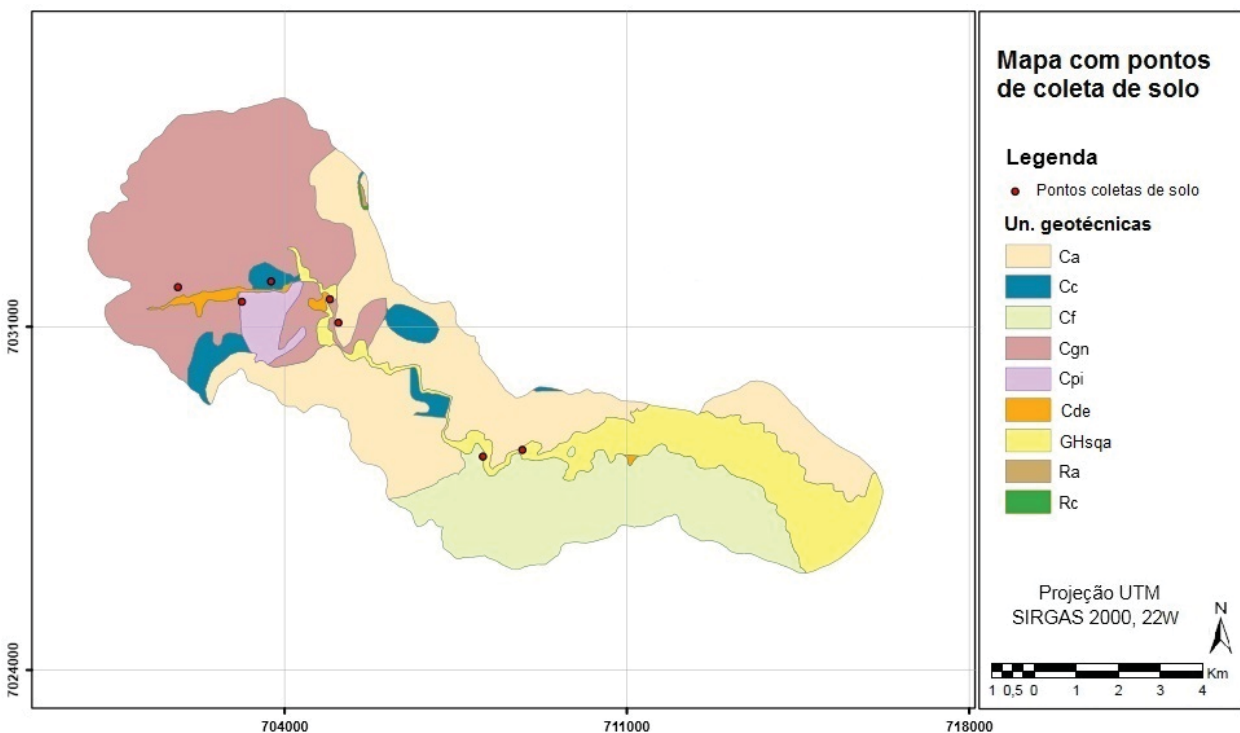 Mapa com pontos
de coleta de solo
Legenda
Pontos coletas de solo
Un. geotécnicas
Ca
Cc
Cf
Cgn
Cpi
Cde
GHsqa
Ra
Rc
Projeção UTM
SIRGAS 2000, 22W
N
1 0,5 0 1 2 3 4 Km
7031000
7024000
704000 711000 718000